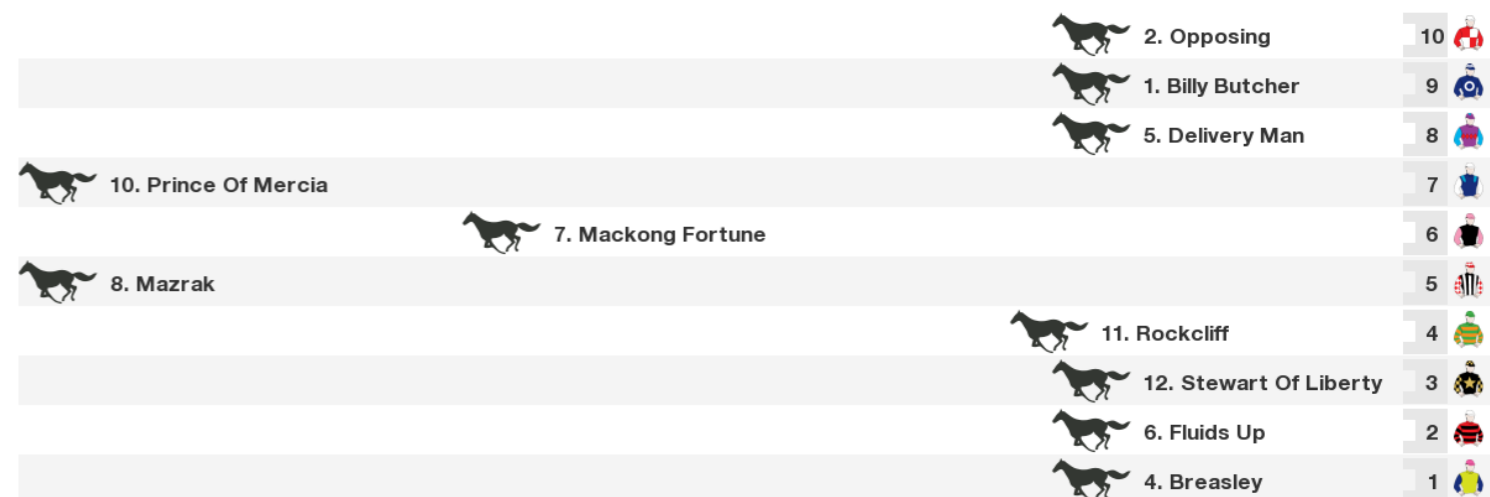 2. Opposing 10
1. Billy Butcher 9
5. Delivery Man 8
10. Prince Of Mercia 7
7. Mackong Fortune 6
8. Mazrak 5
11. Rockcliff 4
12. Stewart Of Liberty 3
6. Fluids Up 2
4. Breasley 1